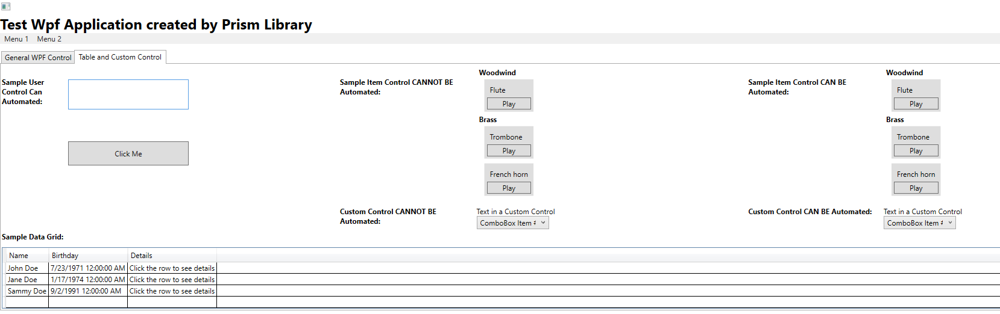 Test Wpf Application created by Prism Library
Menu 1 Menu 2
General WPF Control Table and Custom Control
Sample User
Control Can
Automated:
Click Me
Sample Item Control CANNOT BE
Automated:
Woodwind
Flute
Play
Brass
Trombone
Play
French horn
Play
Custom Control CANNOT BE
Automated:
Text in a Custom Control
ComboBox Item
Sample Item Control CAN BE
Automated:
Woodwind
Flute
Play
Brass
Trombone
Play
French horn
Play
Custom Control CAN BE Automated:
Text in a Custom Control
ComboBox Item
Sample Data Grid:
Name Birthday Details
John Doe 7/23/1971 12:00:00 AM Click the row to see details
Jane Doe 1/17/1974 12:00:00 AM Click the row to see details
Sammy Doe 9/2/1991 12:00:00 AM Click the row to see details